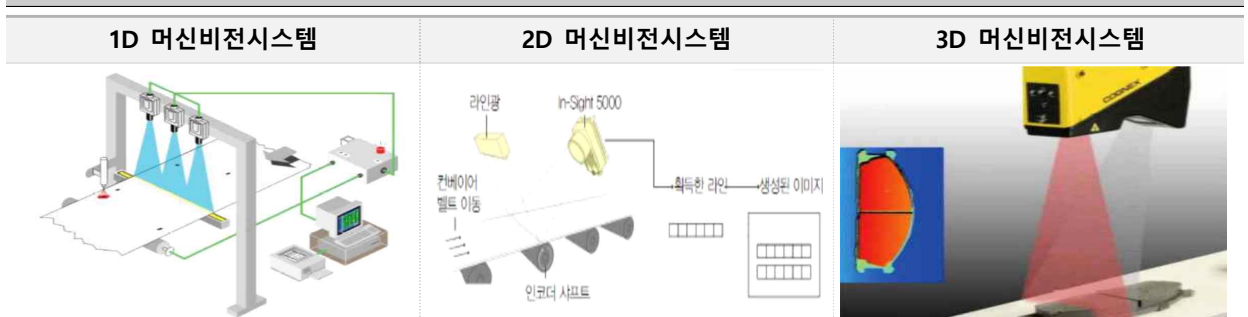 1D 머신비전시스템
2D 머신비전시스템
3D 머신비전시스템
라인광
In-Sight 5000
컨베이어
벨트 이동
획득한 라인
생성된 이미지
인코더 샤프트
COGNEX